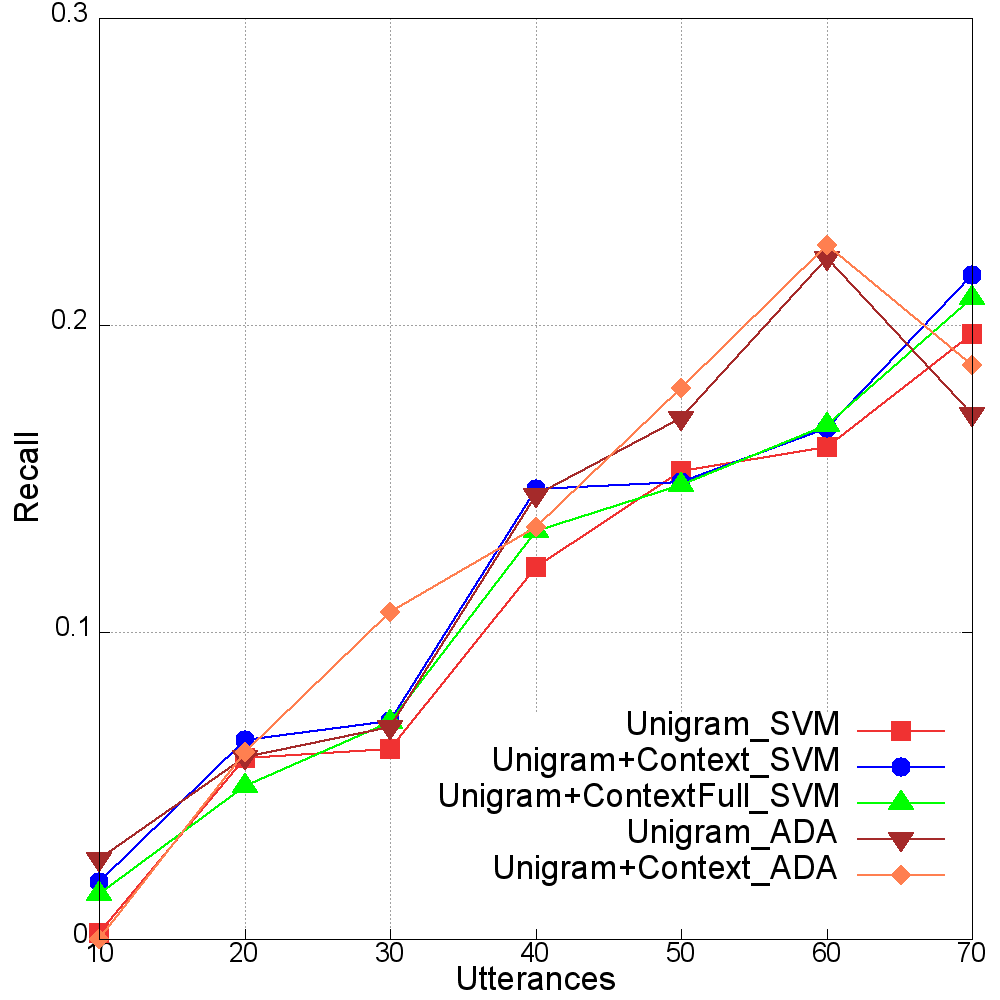 0.3
0.2
0.1
0
Recall
10 20 30 40 50 60 70
Utterances
Unigram_SVM
Unigram+Context_SVM
Unigram+ContextFull_SVM
Unigram_ADA
Unigram+Context_ADA